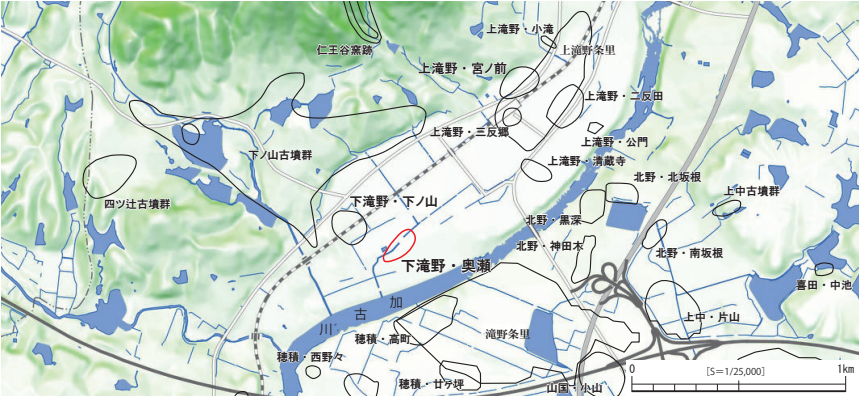 上滝野・小滝
仁王谷窯跡
上滝野条里
上滝野・宮ノ前
上滝野・二反田
上滝野・三反郷
上滝野・公門
下ノ山古墳群
上滝野・清蔵寺
北野・北坂根
四ツ辻古墳群
下滝野・下ノ山
上中古墳群
北野・黒深
北野・神田木
北野・南坂根
下滝野・奥瀬
喜田・中池
加古川
上中・片山
穂積・高町
滝野条里
穂積・西野々
穂積・廿ケ坪
山国・小山
0 [S=1/25,000] 1km